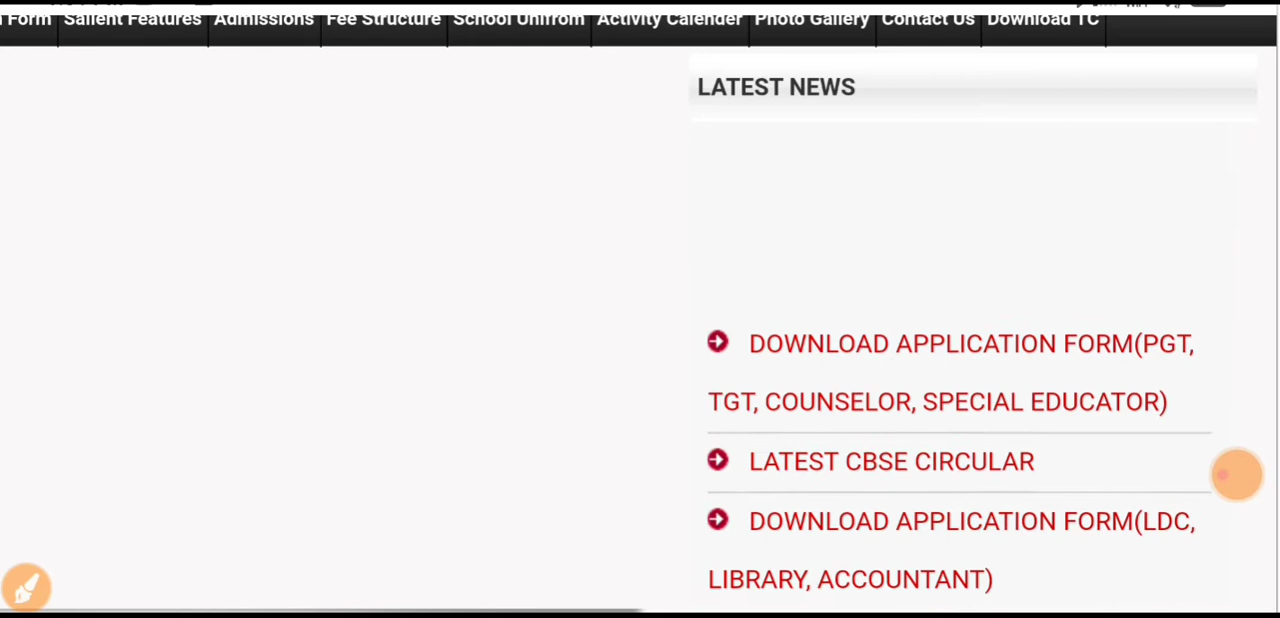 Form Salient Features Admissions Fee Structure School Unifrom Activity Calender Photo Gallery Contact Us Download TC
LATEST NEWS
DOWNLOAD APPLICATION FORM(PGT,
TGT, COUNSELOR, SPECIAL EDUCATOR)
LATEST CBSE CIRCULAR
DOWNLOAD APPLICATION FORM(LDC,
LIBRARY, ACCOUNTANT)